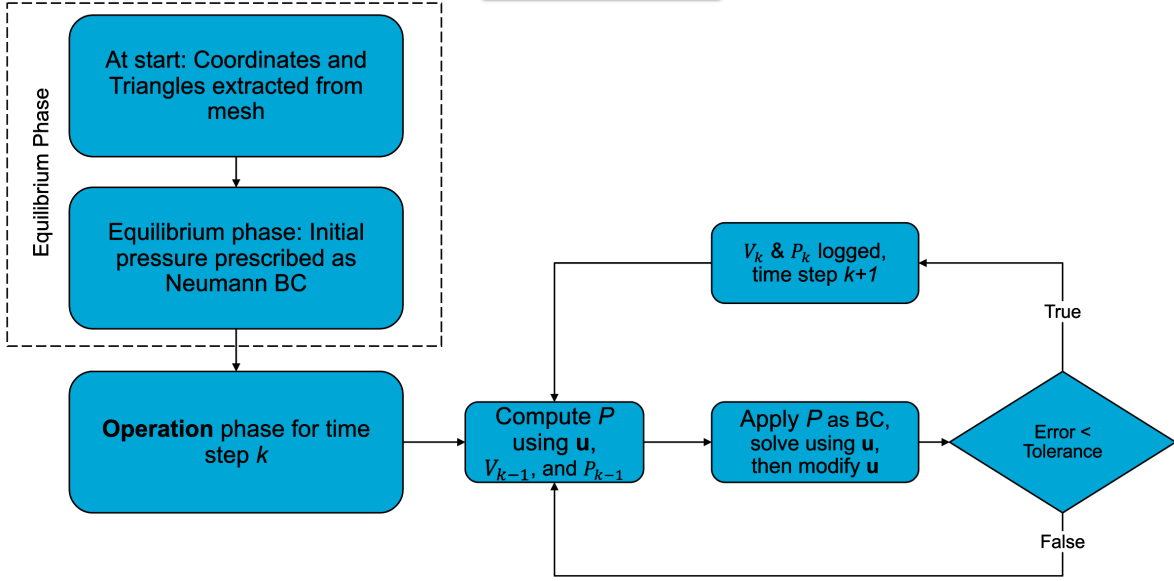 At start: Coordinates and
Triangles extracted from
mesh
Equilibrium Phase
Equilibrium phase: Initial
pressure prescribed as
Neumann BC
Operation phase for time
step k
Compute P
using u,
Vₖ₋₁, and Pₖ₋₁
Apply P as BC,
solve using u,
then modify u
Error <
Tolerance
True
Vₖ & Pₖ logged,
time step k+1
False